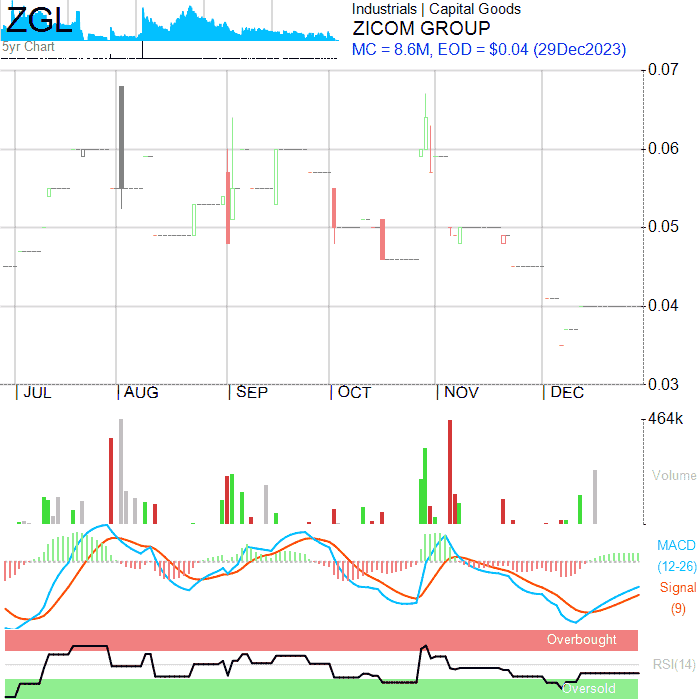 ZGL
Industrials | Capital Goods
ZICOM GROUP
5yr Chart
MC = 8.6M, EOD = $0.04 (29Dec2023)
0.07
0.06
0.05
0.04
0.03
JUL AUG SEP OCT NOV DEC
464k
Volume
MACD
(12-26)
Signal
(9)
Overbought
RSI(14)
Oversold